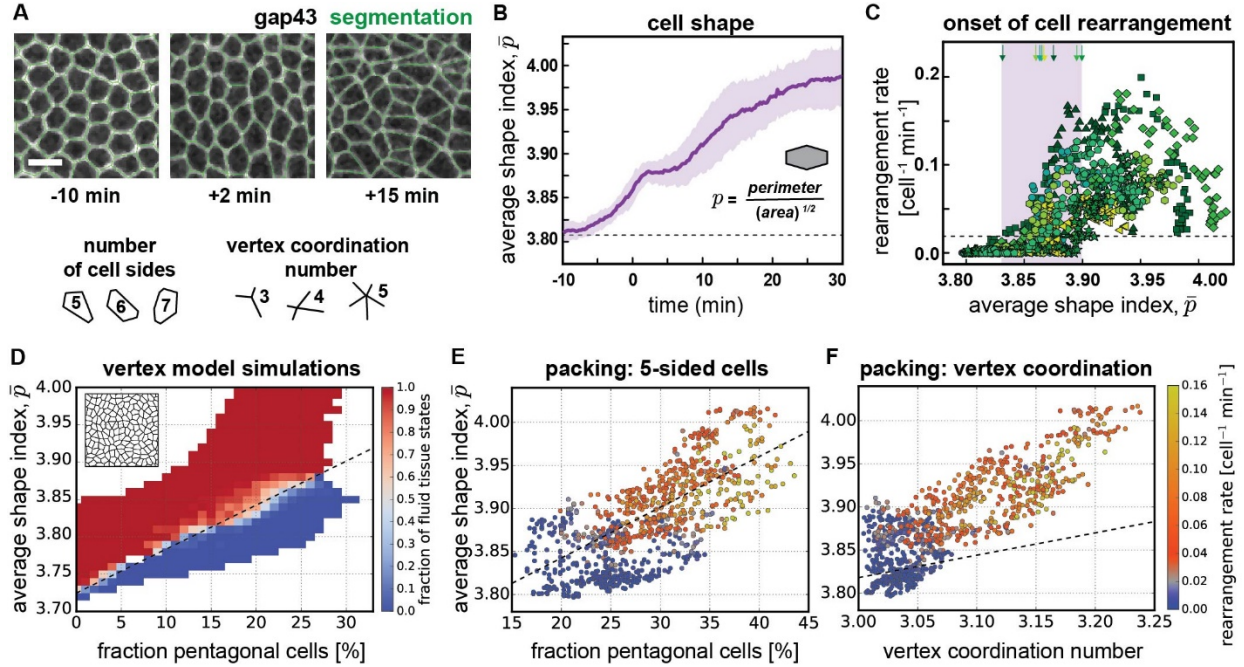 A
gap43 segmentation
-10 min
+2 min
+15 min
number
of cell sides
5 6 7
vertex coordination
number
3 4 5
B
cell shape
average shape index, p̄
4.00
3.95
3.90
3.85
3.80
-10 0 10 20 30
time (min)
p = perimeter / (area)^1/2
C
onset of cell rearrangement
rearrangement rate
[cell⁻¹ min⁻¹]
0.2
0.1
0.0
3.80 3.85 3.90 3.95 4.00
average shape index, p̄
D
vertex model simulations
average shape index, p̄
4.00
3.95
3.90
3.85
3.80
3.70
0 5 10 15 20 25 30
fraction pentagonal cells [%]
1.0
0.9
0.8
0.7
0.6
0.5
0.4
0.3
0.2
0.1
0.0
fraction of fluid tissue states
E
packing: 5-sided cells
average shape index, p̄
4.00
3.95
3.90
3.85
3.80
15 20 25 30 35 40 45
fraction pentagonal cells [%]
F
packing: vertex coordination
4.00
3.95
3.90
3.85
3.80
3.00 3.05 3.10 3.15 3.20 3.25
vertex coordination number
0.16
0.14
0.12
0.10
0.08
0.06
0.04
0.02
0.00
rearrangement rate [cell⁻¹ min⁻¹]